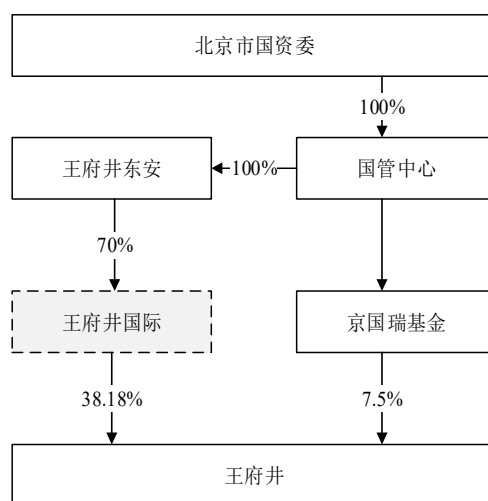 北京市国资委
100%
王府井东安
100%
国管中心
70%
王府井国际
京国瑞基金
38.18%
7.5%
王府井